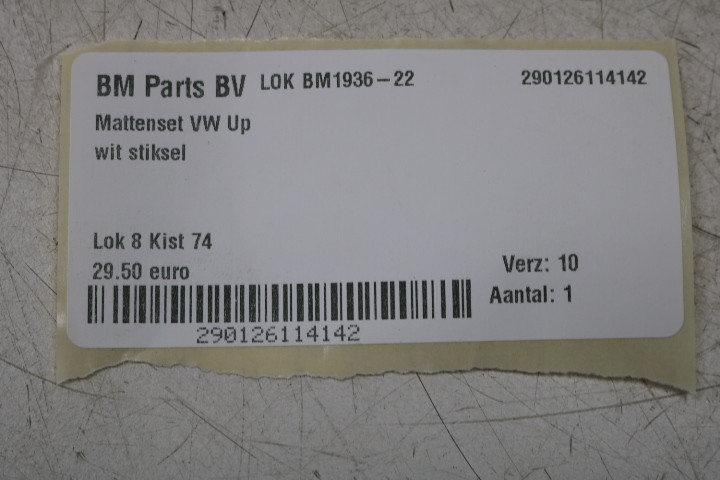 BM Parts BV LOK BM1936-22 290126114142
Mattenset VW Up
wit stiksel
Lok 8 Kist 74
29.50 euro
Verz: 10
Aantal: 1
290126114142